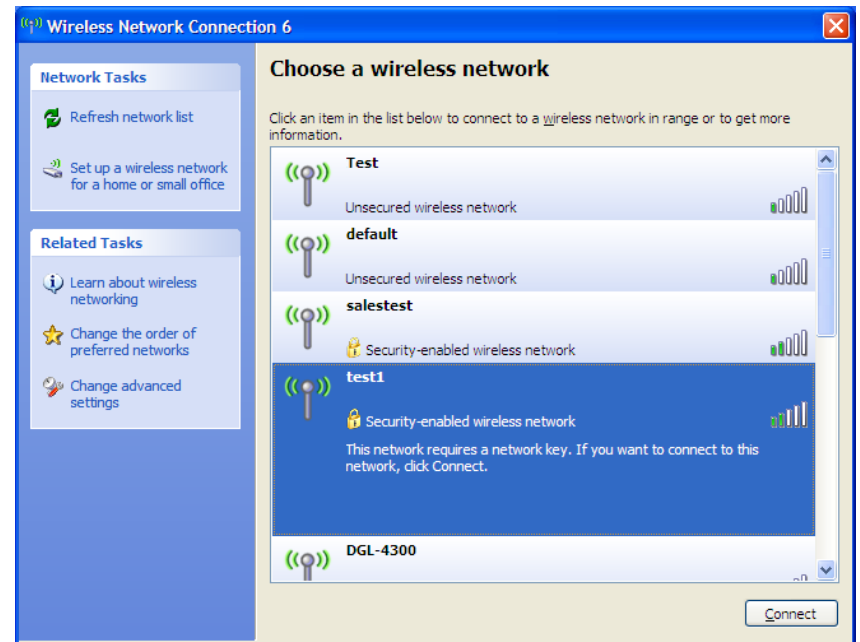 Wireless Network Connection 6
Network Tasks
Refresh network list
Set up a wireless network
for a home or small office
Related Tasks
Learn about wireless
networking
Change the order of
preferred networks
Change advanced
settings
Choose a wireless network
Click an item in the list below to connect to a wireless network in range or to get more
information.
Test
Unsecured wireless network
default
Unsecured wireless network
salestest
Security-enabled wireless network
test1
Security-enabled wireless network
This network requires a network key. If you want to connect to this
network, click Connect.
DGL-4300
Connect